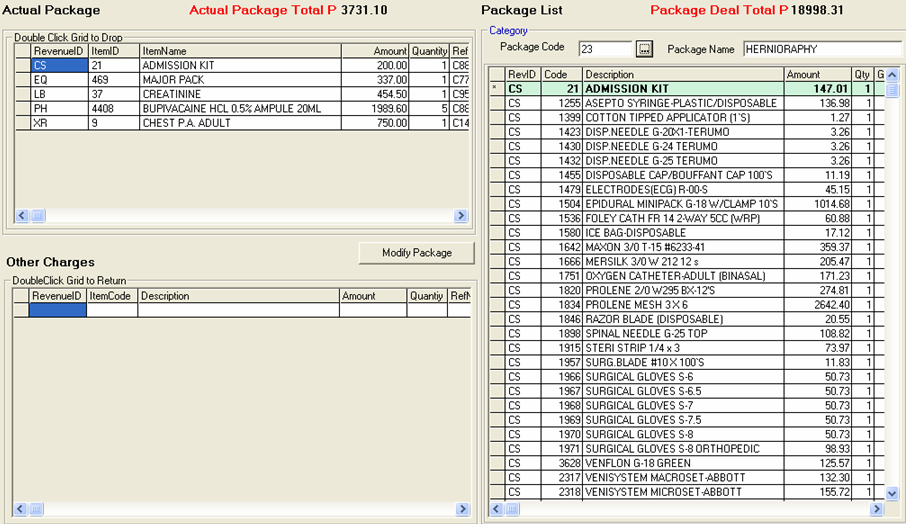 Actual Package
Actual Package Total P 3731.10
Double Click Grid to Drop
RevenueID ItemID ItemName Amount Quantity Ref
CS 21 ADMISSION KIT 200.00 1 C88
EQ 469 MAJOR PACK 337.00 1 C77
LB 37 CREATININE 454.50 1 C95
PH 4408 BUPIVACAINE HCL 0.5% AMPULE 20ML 1989.60 5 C88
XR 9 CHEST P.A. ADULT 750.00 1 C14
Modify Package
Other Charges
DoubleClick Grid to Return
RevenueID ItemCode Description Amount Quantiy RefN
Package List
Package Deal Total P 18998.31
Category
Package Code 23 ... Package Name HERNIORAPHY
RevID Code Description Amount Qty G
* CS 21 ADMISSION KIT 147.01 1
CS 1255 ASEPTO SYRINGE-PLASTIC/DISPOSABLE 136.98 1
CS 1399 COTTON TIPPED APPLICATOR (1'S) 1.27 1
CS 1423 DISP.NEEDLE G-20X1-TERUMO 3.26 1
CS 1430 DISP.NEEDLE G-24 TERUMO 3.26 1
CS 1432 DISP.NEEDLE G-25 TERUMO 3.26 1
CS 1455 DISPOSABLE CAP/BOUFFANT CAP 100'S 11.19 1
CS 1479 ELECTRODES(ECG) R-00-S 45.15 1
CS 1504 EPIDURAL MINIPACK G-18 W/CLAMP 10'S 1014.68 1
CS 1536 FOLEY CATH FR 14 2-WAY 5CC (WRP) 60.88 1
CS 1580 ICE BAG-DISPOSABLE 17.12 1
CS 1642 MAXON 3/0 T-15 #6233-41 359.37 1
CS 1666 MERSILK 3/0 W 212 12 s 205.47 1
CS 1751 OXYGEN CATHETER-ADULT (BINASAL) 171.23 1
CS 1820 PROLENE 2/0 W295 BX-12'S 274.81 1
CS 1834 PROLENE MESH 3 X 6 2642.40 1
CS 1846 RAZOR BLADE (DISPOSABLE) 20.55 1
CS 1898 SPINAL NEEDLE G-25 TOP 108.82 1
CS 1915 STERI STRIP 1/4 x 3 73.97 1
CS 1957 SURG.BLADE #10 X 100'S 11.83 1
CS 1966 SURGICAL GLOVES S-6 50.73 1
CS 1967 SURGICAL GLOVES S-6.5 50.73 1
CS 1968 SURGICAL GLOVES S-7 50.73 1
CS 1969 SURGICAL GLOVES S-7.5 50.73 1
CS 1970 SURGICAL GLOVES S-8 50.73 1
CS 1971 SURGICAL GLOVES S-8 ORTHOPEDIC 98.93 1
CS 3628 VENFLON G-18 GREEN 125.57 1
CS 2317 VENISYSTEM MACROSET-ABBOTT 132.30 1
CS 2318 VENISYSTEM MICROSET-ABBOTT 155.72 1